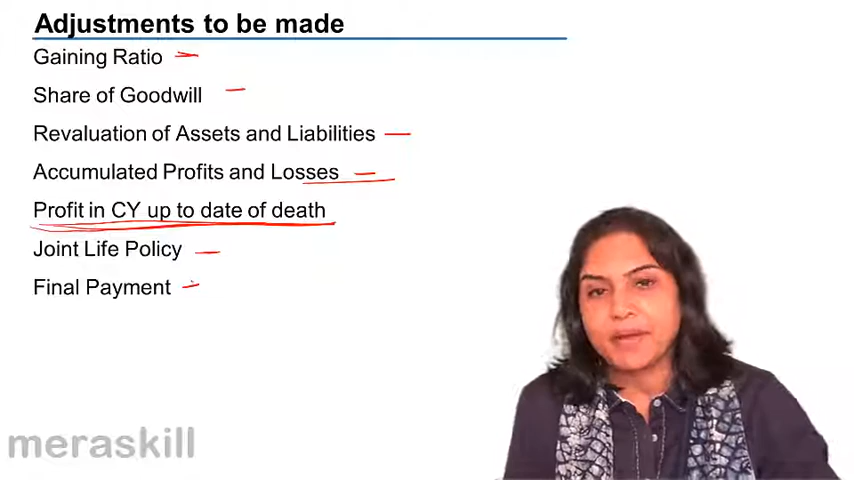 Adjustments to be made
Gaining Ratio
Share of Goodwill
Revaluation of Assets and Liabilities
Accumulated Profits and Losses
Profit in CY up to date of death
Joint Life Policy
Final Payment
meraskill